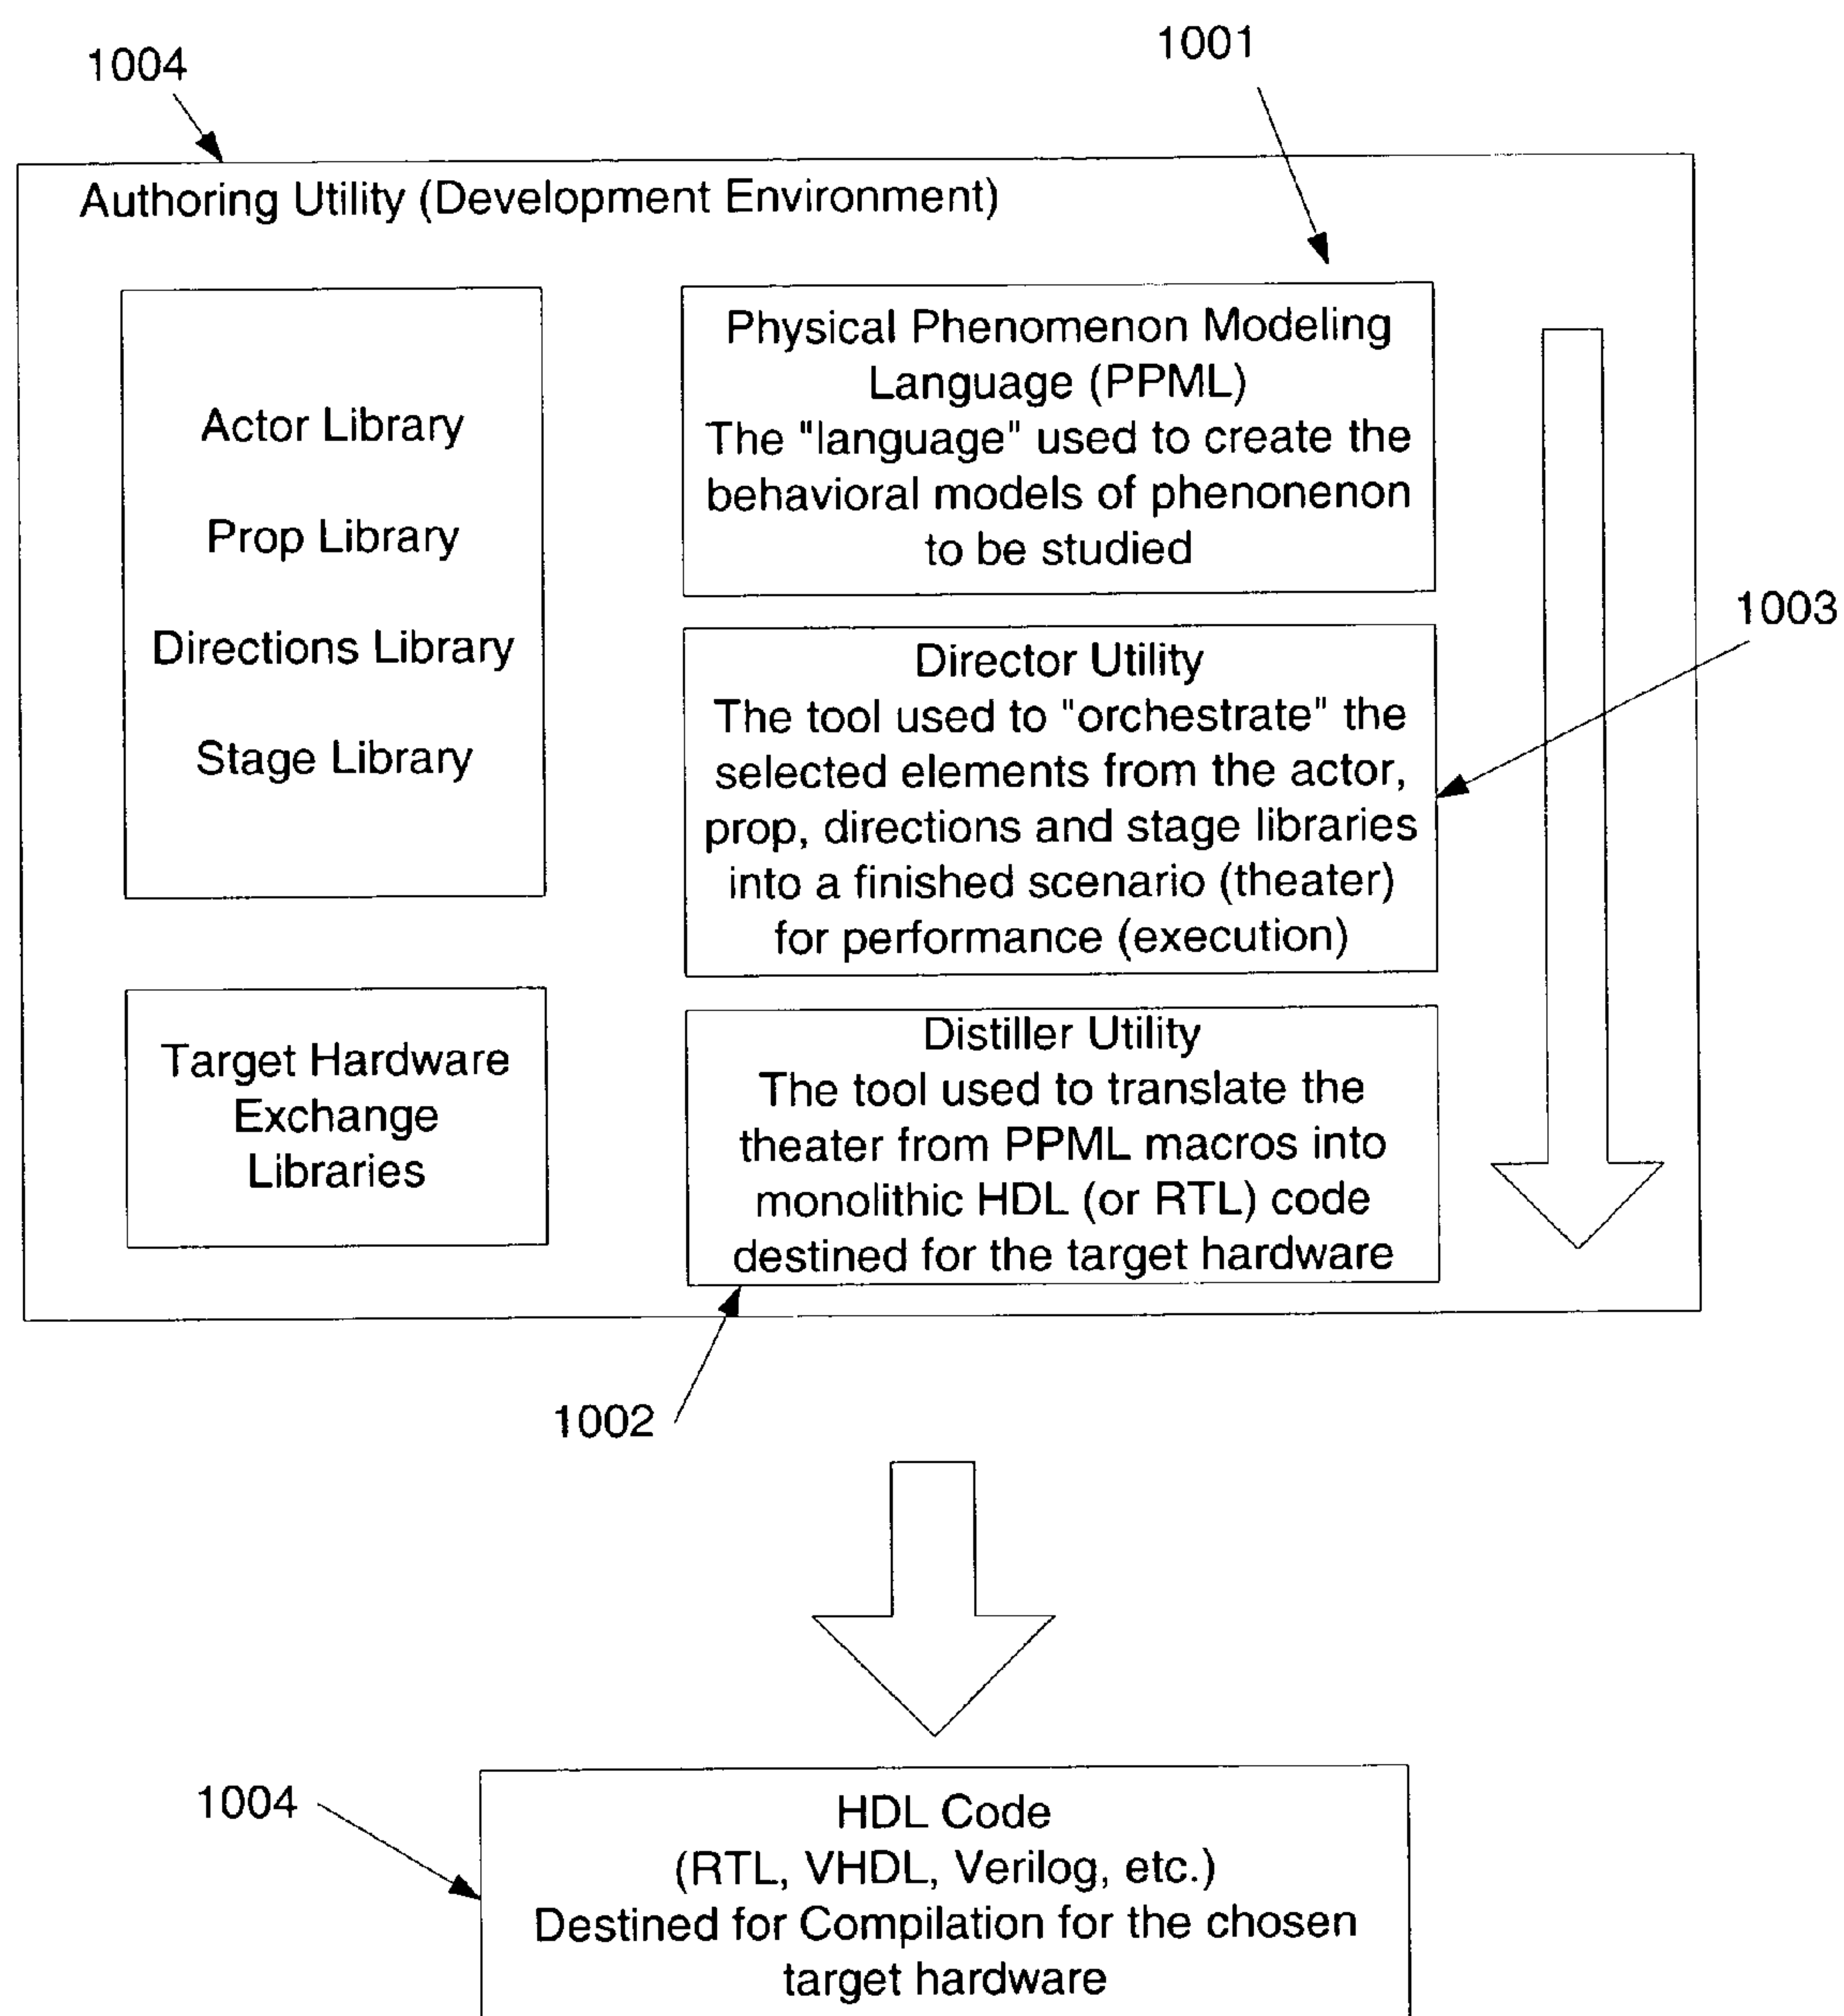 1004
1001
Authoring Utility (Development Environment)
Actor Library
Prop Library
Directions Library
Stage Library
Physical Phenomenon Modeling
Language (PPML)
The "language" used to create the
behavioral models of phenonenon
to be studied
1003
Director Utility
The tool used to "orchestrate" the
selected elements from the actor,
prop, directions and stage libraries
into a finished scenario (theater)
for performance (execution)
Target Hardware
Exchange
Libraries
Distiller Utility
The tool used to translate the
theater from PPML macros into
monolithic HDL (or RTL) code
destined for the target hardware
1002
1004
HDL Code
(RTL, VHDL, Verilog, etc.)
Destined for Compilation for the chosen
target hardware